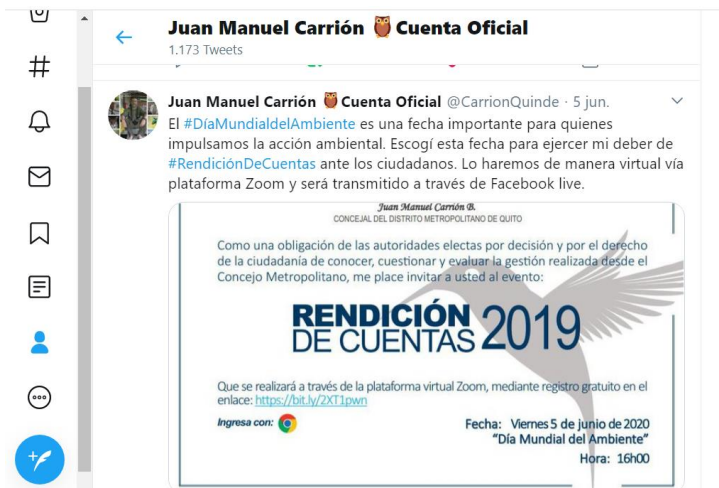 Juan Manuel Carrión 🦉 Cuenta Oficial
1.173 Tweets
Juan Manuel Carrión 🦉 Cuenta Oficial @CarrionQuinde · 5 jun.
El #DíaMundialdelAmbiente es una fecha importante para quienes
impulsamos la acción ambiental. Escogí esta fecha para ejercer mi deber de
#RendiciónDeCuentas ante los ciudadanos. Lo haremos de manera virtual vía
plataforma Zoom y será transmitido a través de Facebook live.
Juan Manuel Carrión B.
CONCEJAL DEL DISTRITO METROPOLITANO DE QUITO
Como una obligación de las autoridades electas por decisión y por el derecho
de la ciudadanía de conocer, cuestionar y evaluar la gestión realizada desde el
Concejo Metropolitano, me place invitar a usted al evento:
RENDICIÓN
DE CUENTAS 2019
Que se realizará a través de la plataforma virtual Zoom, mediante registro gratuito en el
enlace: https://bit.ly/2XT1pwn
Ingresa con:
Fecha: Viernes 5 de junio de 2020
"Día Mundial del Ambiente"
Hora: 16h00